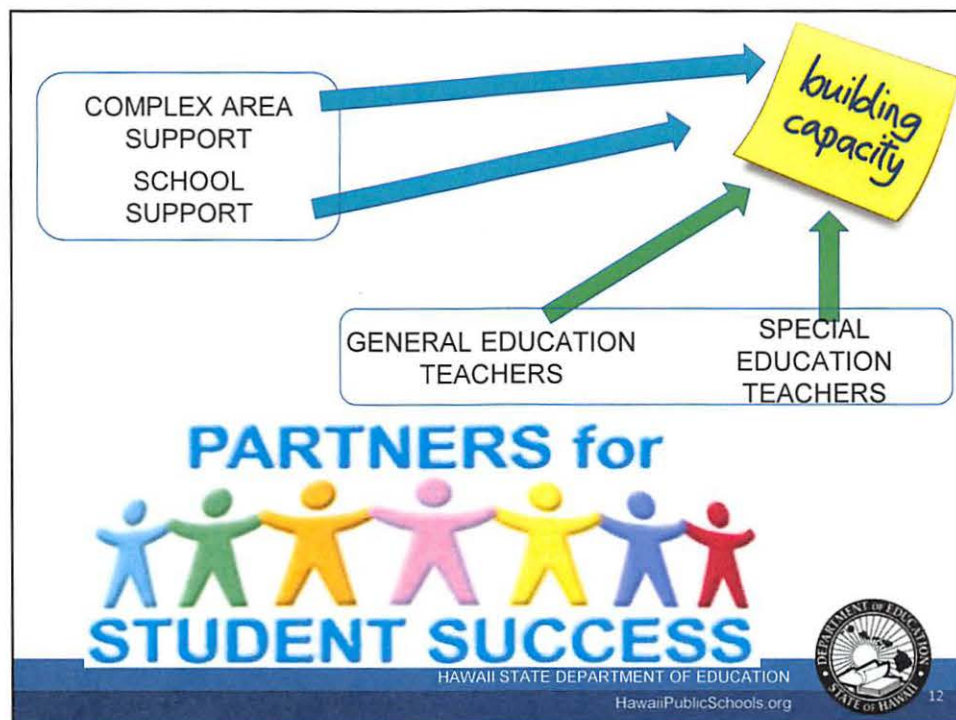 COMPLEX AREA
SUPPORT
SCHOOL
SUPPORT
building
capacity
GENERAL EDUCATION
TEACHERS
SPECIAL
EDUCATION
TEACHERS
PARTNERS for
STUDENT SUCCESS
HAWAII STATE DEPARTMENT OF EDUCATION
HawaiiPublicSchools.org
DEPARTMENT OF EDUCATION
STATE OF HAWAII
12